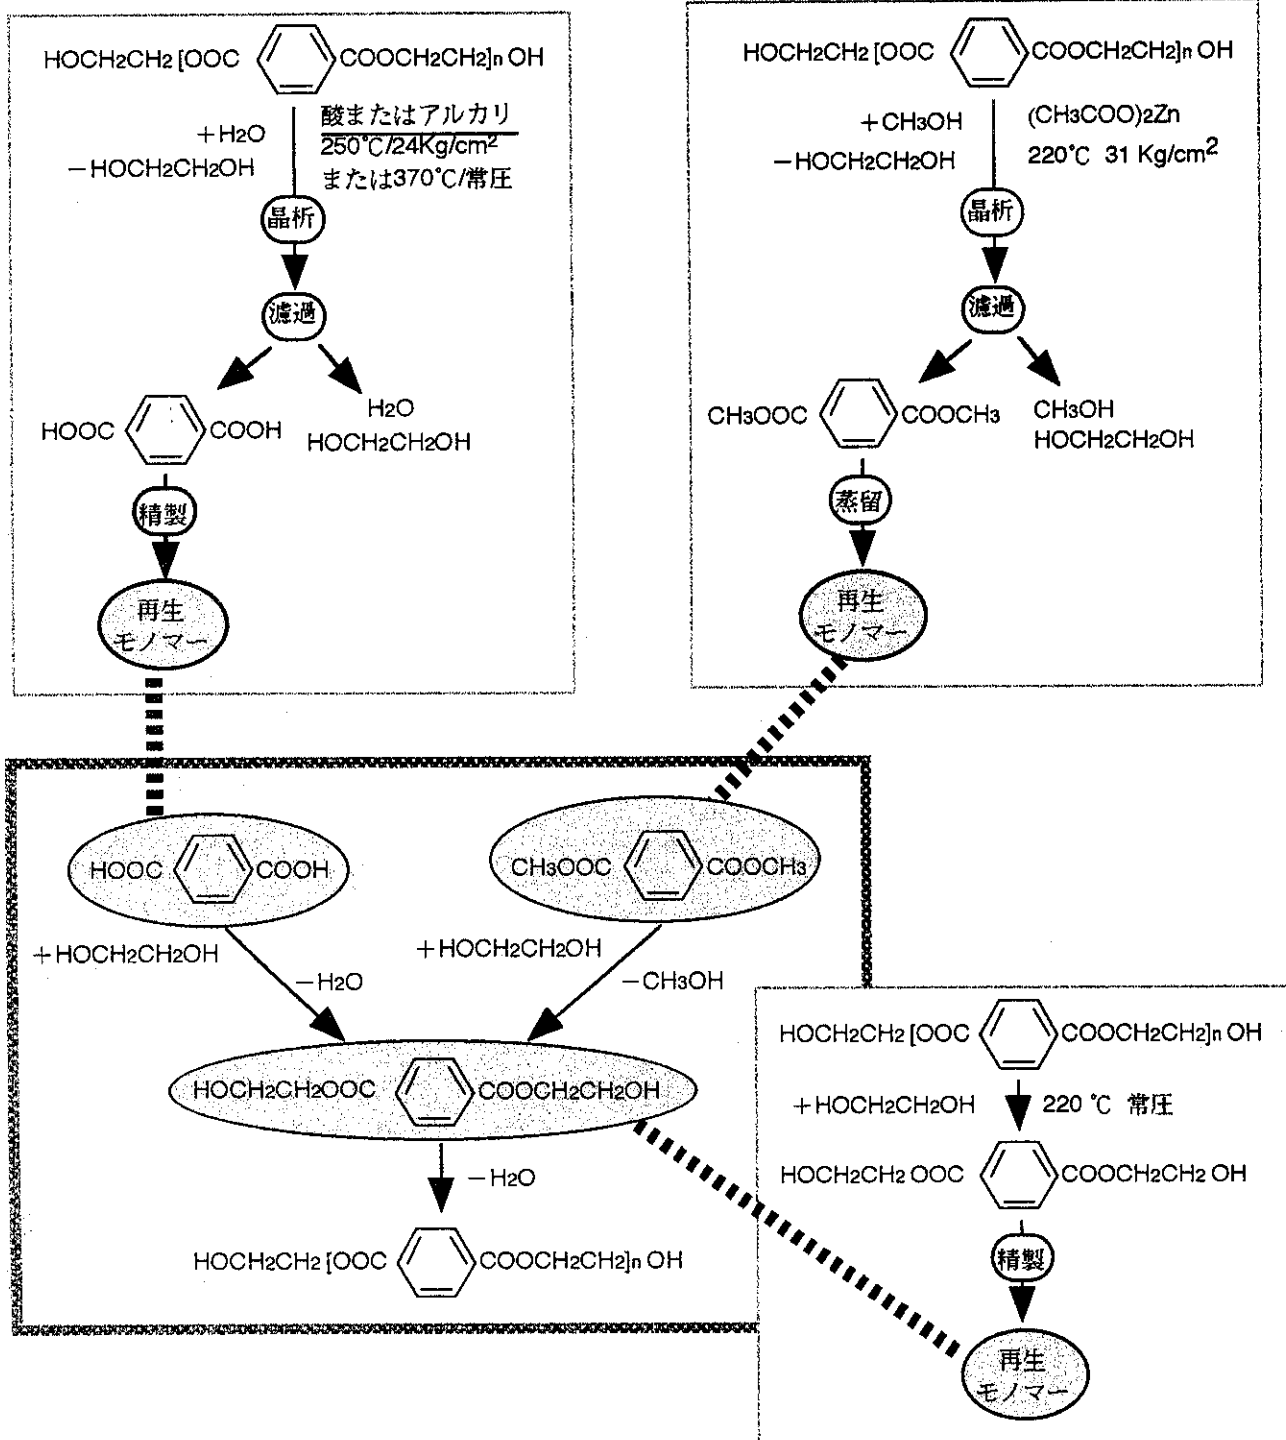 HOCH2CH2 [OOC COOCH2CH2]n OH
+H2O
-HOCH2CH2OH
酸またはアルカリ
250℃/24Kg/cm2
または370℃/常圧
晶析
濾過
HOOC COOH
H2O
HOCH2CH2OH
精製
再生
モノマー
HOCH2CH2 [OOC COOCH2CH2]n OH
+CH3OH
-HOCH2CH2OH
(CH3COO)2Zn
220℃ 31 Kg/cm2
晶析
濾過
CH3OOC COOCH3
CH3OH
HOCH2CH2OH
蒸留
再生
モノマー
HOOC COOH
CH3OOC COOCH3
+HOCH2CH2OH
-H2O
+HOCH2CH2OH
-CH3OH
HOCH2CH2OOC COOCH2CH2OH
-H2O
HOCH2CH2 [OOC COOCH2CH2]n OH
HOCH2CH2 [OOC COOCH2CH2]n OH
+HOCH2CH2OH
220 ℃ 常圧
HOCH2CH2 OOC COOCH2CH2 OH
精製
再生
モノマー